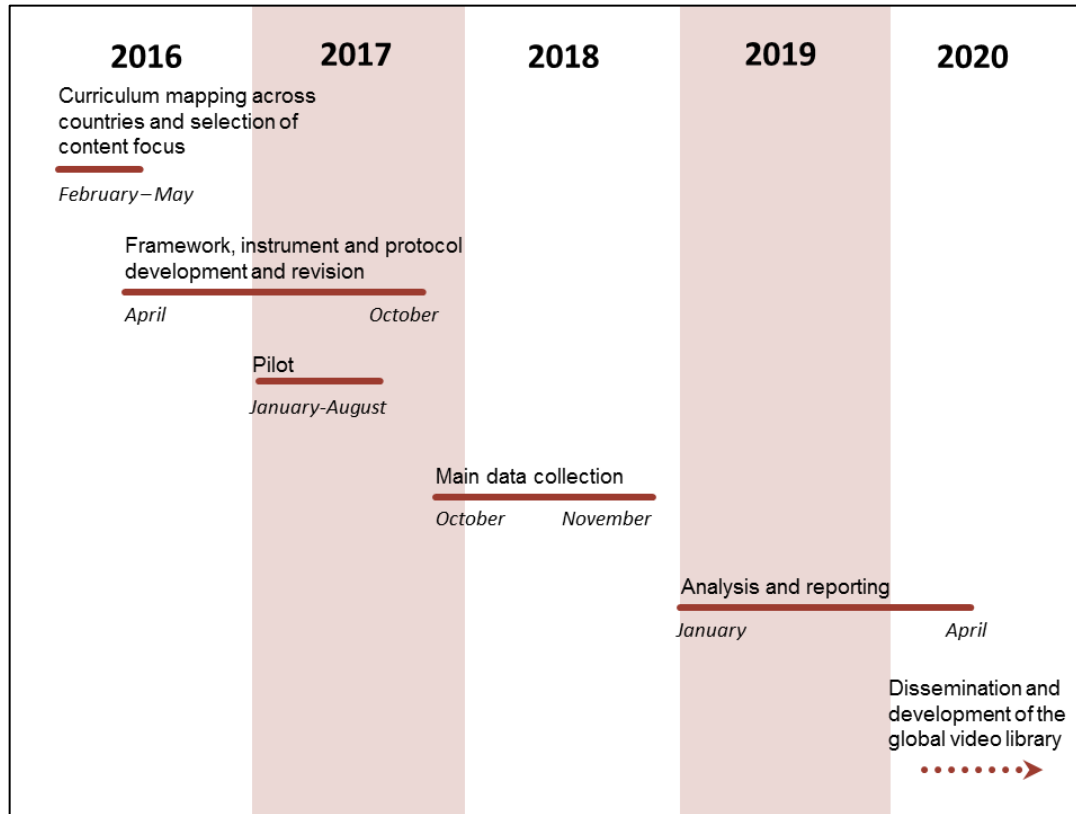 2016 2017 2018 2019 2020
Curriculum mapping across
countries and selection of
content focus
February – May
Framework, instrument and protocol
development and revision
April October
Pilot
January-August
Main data collection
October November
Analysis and reporting
January April
Dissemination and
development of the
global video library